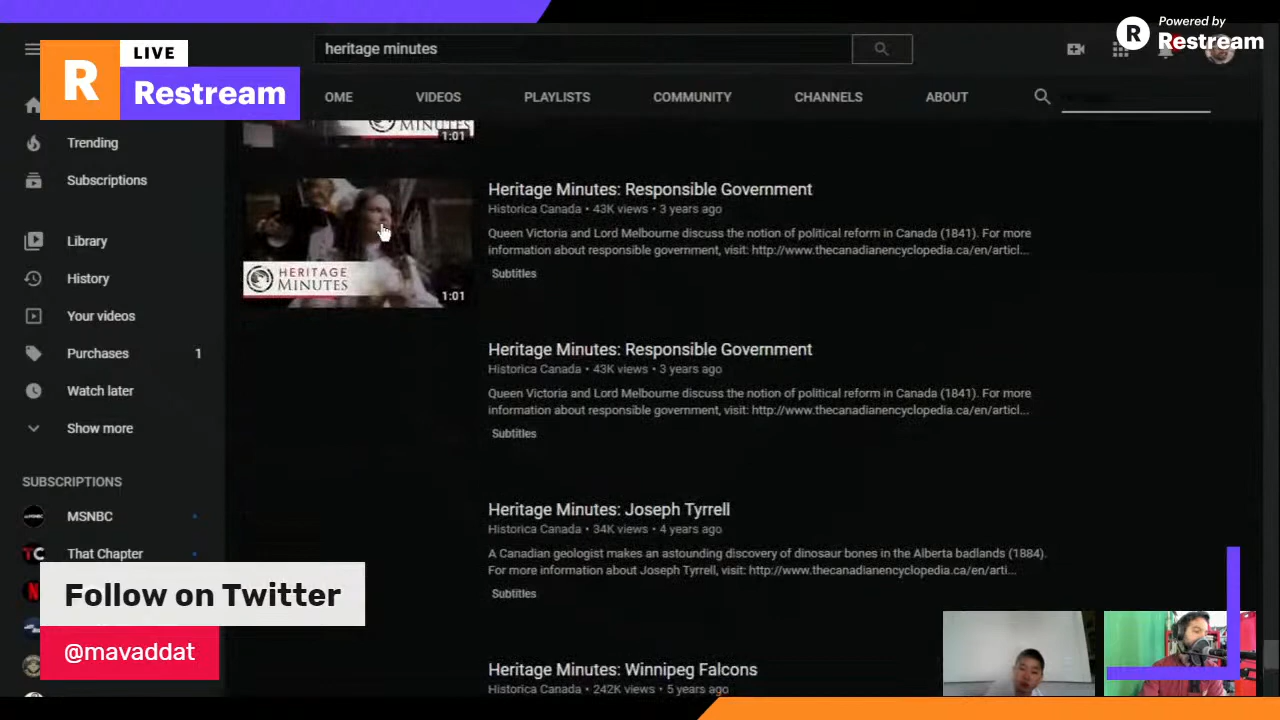 Powered by
R Restream
R LIVE
Restream
heritage minutes
OME VIDEOS PLAYLISTS COMMUNITY CHANNELS ABOUT
Trending
Subscriptions
Library
History
Your videos
Purchases 1
Watch later
Show more
SUBSCRIPTIONS
MSNBC
TC That Chapter
MINUTES
1:01
HERITAGE
MINUTES
1:01
Heritage Minutes: Responsible Government
Historica Canada • 43K views • 3 years ago
Queen Victoria and Lord Melbourne discuss the notion of political reform in Canada (1841). For more
information about responsible government, visit: http://www.thecanadianencyclopedia.ca/en/articl...
Subtitles
Heritage Minutes: Responsible Government
Historica Canada • 43K views • 3 years ago
Queen Victoria and Lord Melbourne discuss the notion of political reform in Canada (1841). For more
information about responsible government, visit: http://www.thecanadianencyclopedia.ca/en/articl...
Subtitles
Heritage Minutes: Joseph Tyrrell
Historica Canada • 34K views • 4 years ago
A Canadian geologist makes an astounding discovery of dinosaur bones in the Alberta badlands (1884).
For more information about Joseph Tyrrell, visit: http://www.thecanadianencyclopedia.ca/en/arti...
Subtitles
Heritage Minutes: Winnipeg Falcons
Historica Canada • 242K views • 5 years ago
Follow on Twitter
@mavaddat